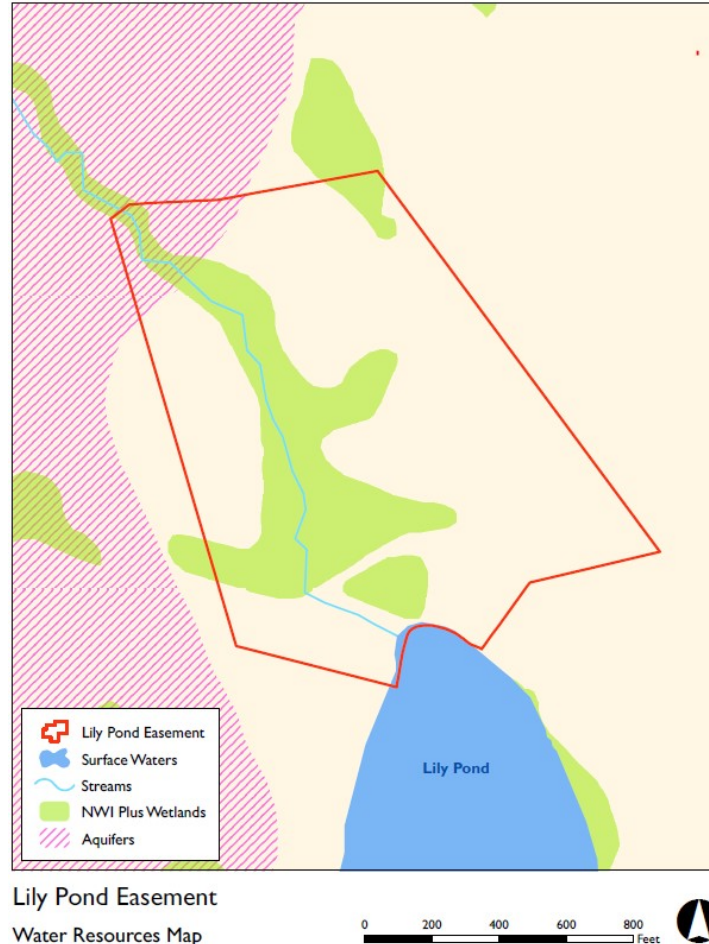 Lily Pond
Lily Pond Easement
Surface Waters
Streams
NWI Plus Wetlands
Aquifers
Lily Pond Easement
Water Resources Map
0 200 400 600 800
Feet